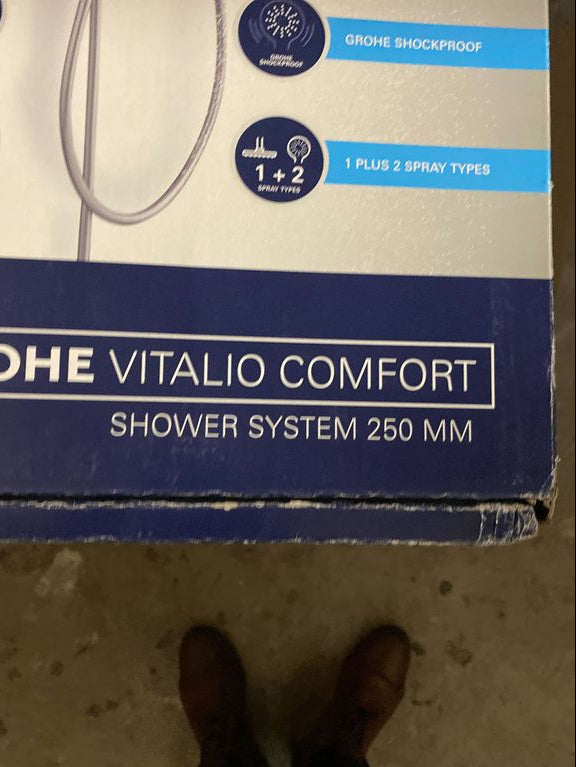 GROHE
SHOCKPROOF
GROHE SHOCKPROOF
1 + 2
SPRAY TYPES
1 PLUS 2 SPRAY TYPES
OHE VITALIO COMFORT
SHOWER SYSTEM 250 MM